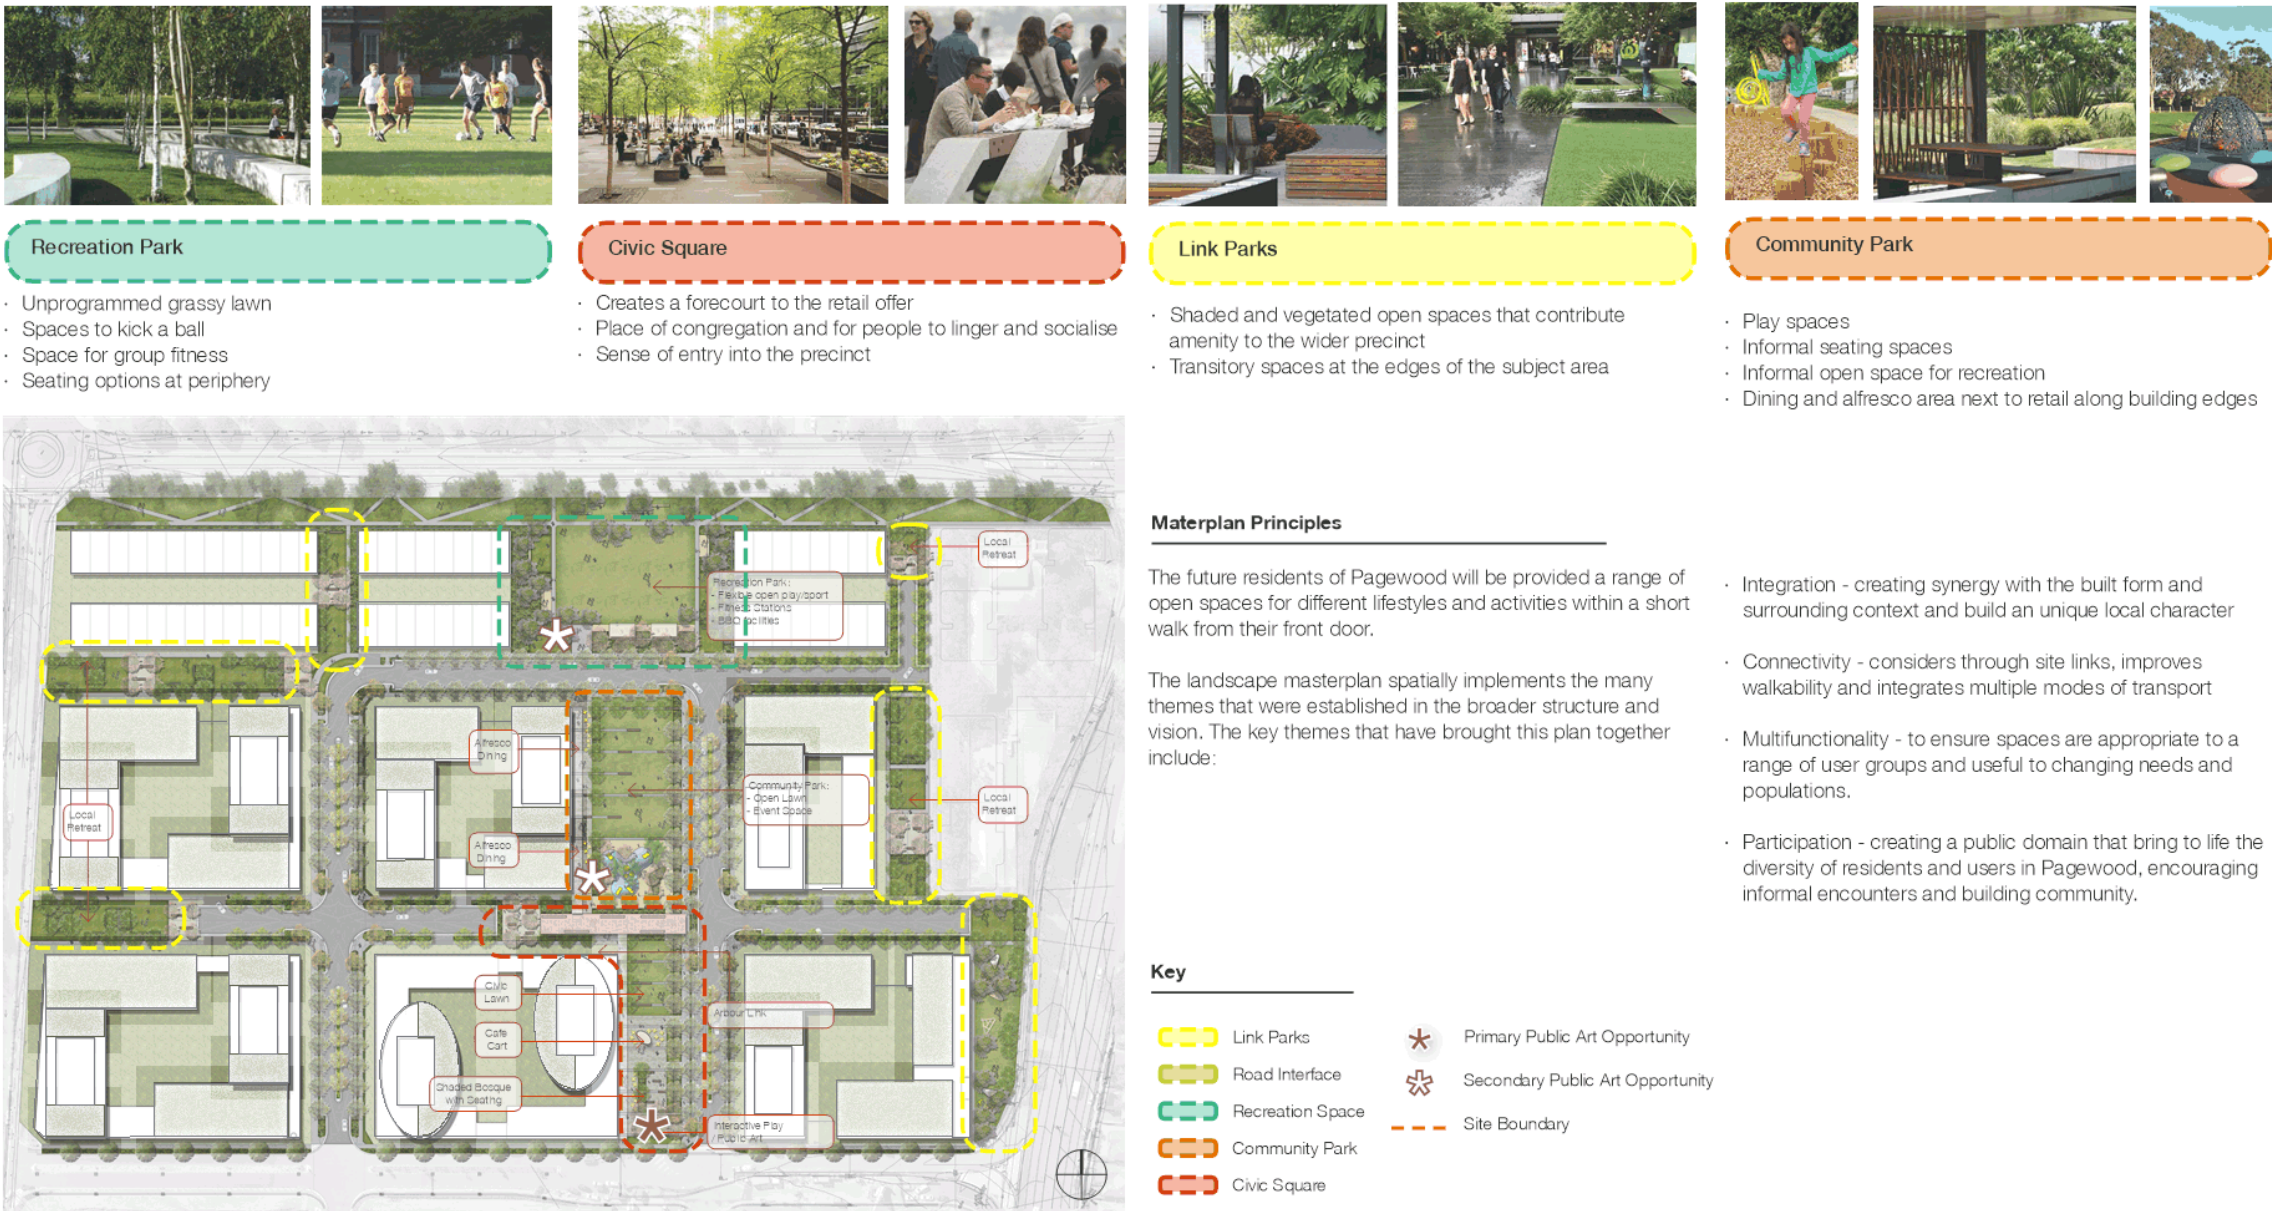 Recreation Park
· Unprogrammed grassy lawn
· Spaces to kick a ball
· Space for group fitness
· Seating options at periphery
Civic Square
· Creates a forecourt to the retail offer
· Place of congregation and for people to linger and socialise
· Sense of entry into the precinct
Link Parks
· Shaded and vegetated open spaces that contribute
amenity to the wider precinct
· Transitory spaces at the edges of the subject area
Community Park
· Play spaces
· Informal seating spaces
· Informal open space for recreation
· Dining and alfresco area next to retail along building edges
Local
Retreat
Recreation Park:
- Flexible open play/sport
- Fitness Stations
- BBQ facilities
Alfresco
Dining
Community Park:
- Open Lawn
- Event Space
Local
Retreat
Local
Retreat
Alfresco
Dining
Civic
Lawn
Arbour Link
Cafe
Cart
Shaded Bosque
with Seating
Interactive Play
/Public Art
Materplan Principles
The future residents of Pagewood will be provided a range of
open spaces for different lifestyles and activities within a short
walk from their front door.
The landscape masterplan spatially implements the many
themes that were established in the broader structure and
vision. The key themes that have brought this plan together
include:
· Integration - creating synergy with the built form and
surrounding context and build an unique local character
· Connectivity - considers through site links, improves
walkability and integrates multiple modes of transport
· Multifunctionality - to ensure spaces are appropriate to a
range of user groups and useful to changing needs and
populations.
· Participation - creating a public domain that bring to life the
diversity of residents and users in Pagewood, encouraging
informal encounters and building community.
Key
Link Parks
Road Interface
Recreation Space
Community Park
Civic Square
Primary Public Art Opportunity
Secondary Public Art Opportunity
Site Boundary